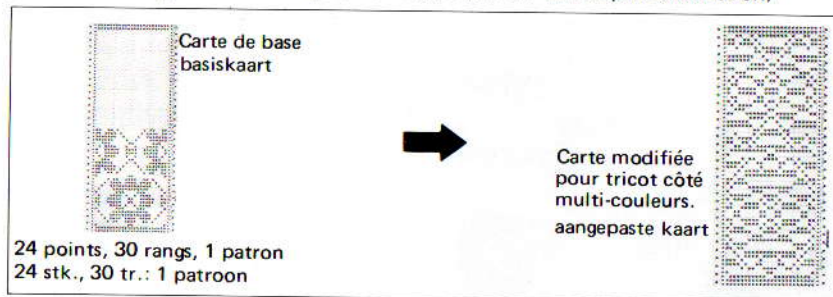 Carte de base
basiskaart
Carte modifiée
pour tricot côté
multi-couleurs.
aangepaste kaart
24 points, 30 rangs, 1 patron
24 stk., 30 tr.: 1 patroon